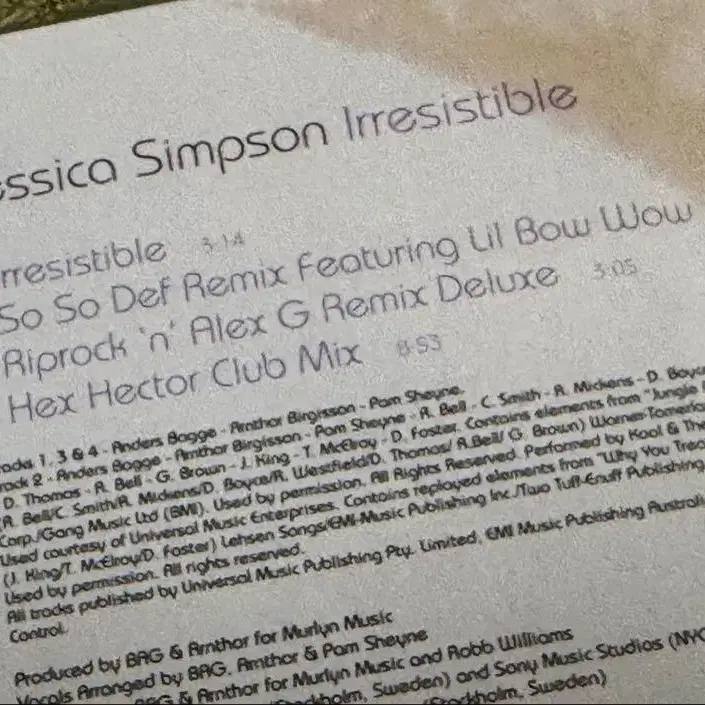 ssica Simpson Irresistible
rresistible 3:14
So So Def Remix Featuring Lil Bow Wow
Riprock 'n' Alex G Remix Deluxe 3:05
Hex Hector Club Mix 8:53
racks 1, 3 & 4 - Anders Bagge - Arnthor Birgisson - Pam Sheyne.
rack 2 - Anders Bagge - Arnthor Birgisson - Pam Sheyne - R. Bell - C. Smith - R. Mickens - D. Boyce
D. Thomas - R. Bell - G. Brown - J. King - T. McElroy - D. Foster. Contains elements from "Jungle
(R. Bell/C. Smith/R. Mickens/D. Boyce/R. Westfield/D. Thomas/ R.Bell/ G. Brown) Warner-Tamerla
Corp./Gang Music Ltd (BMI). Used by permission. All Rights Reserved. Performed by Kool & The
Used courtesy of Universal Music Enterprises. Contains replayed elements from "Why You Trea
(J. King/T. McElroy/D. Foster) Lehsen Songs/EMI-Music Publishing Inc./Two Tuff-Enuff Publishing
Used by permission. All rights reserved.
All tracks published by Universal Music Publishing Pty. Limited, EMI Music Publishing Australi
Control.
Produced by BAG & Arnthor for Murlyn Music
Vocals Arranged by BAG, Arnthor & Pam Sheyne
BAG & Arnthor for Murlyn Music and Robb Williams
(Stockholm, Sweden) and Sony Music Studios (NYC
(Stockholm, Sweden)